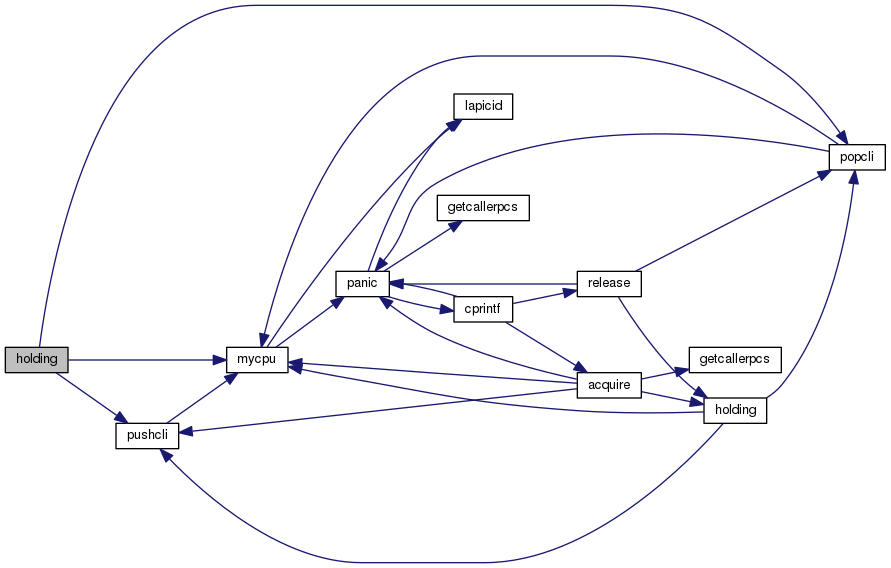 lapicid
popcli
getcallerpcs
panic
release
cprintf
holding
mycpu
getcallerpcs
acquire
holding
pushcli